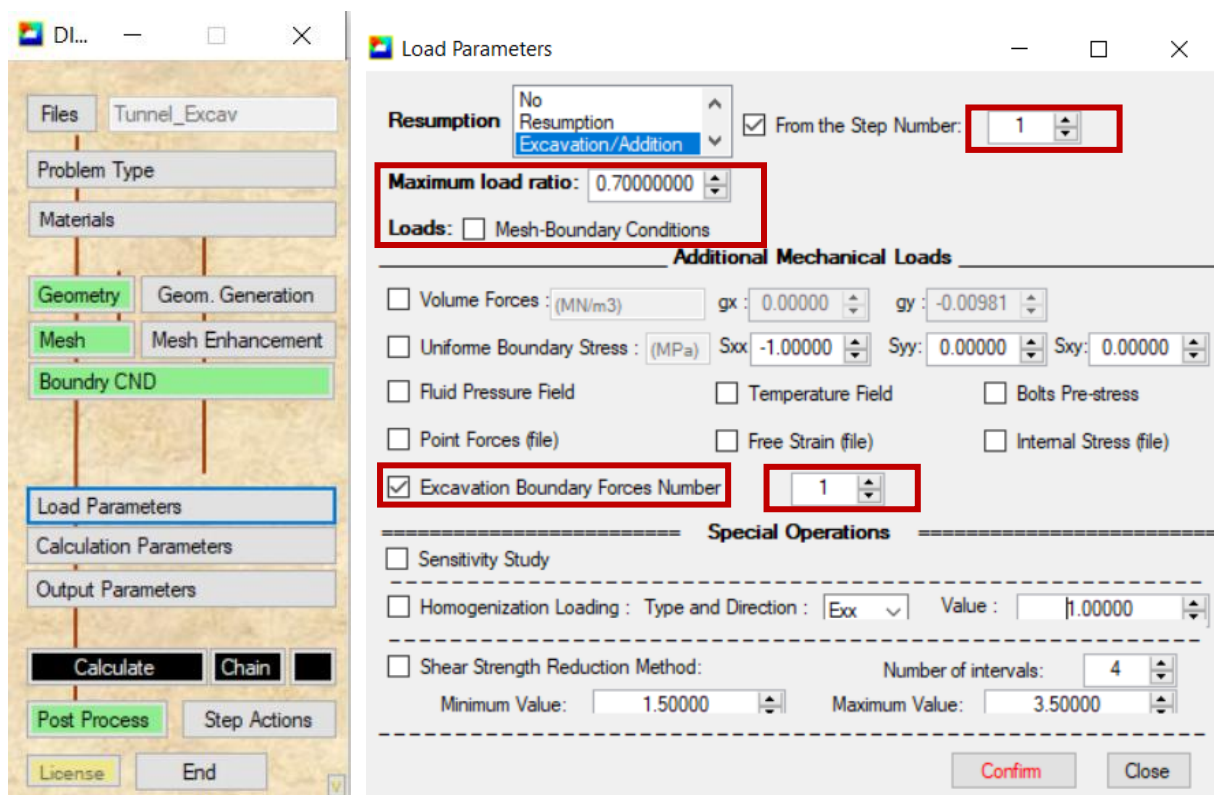 DI...
Files Tunnel_Excav
Problem Type
Materials
Geometry Geom. Generation
Mesh Mesh Enhancement
Boundry CND
Load Parameters
Calculation Parameters
Output Parameters
Calculate Chain
Post Process Step Actions
License End
V
Load Parameters
No
Resumption Resumption From the Step Number: 1
Excavation/Addition
Maximum load ratio: 0.70000000
Loads: Mesh-Boundary Conditions
Additional Mechanical Loads
Volume Forces : (MN/m3) gx : 0.00000 gy : -0.00981
Uniforme Boundary Stress : (MPa) Sxx -1.00000 Syy: 0.00000 Sxy: 0.00000
Fluid Pressure Field Temperature Field Bolts Pre-stress
Point Forces (file) Free Strain (file) Internal Stress (file)
Excavation Boundary Forces Number 1
Special Operations
Sensitivity Study
Homogenization Loading : Type and Direction : Exx Value : 1.00000
Shear Strength Reduction Method: Number of intervals: 4
Minimum Value: 1.50000 Maximum Value: 3.50000
Confirm Close